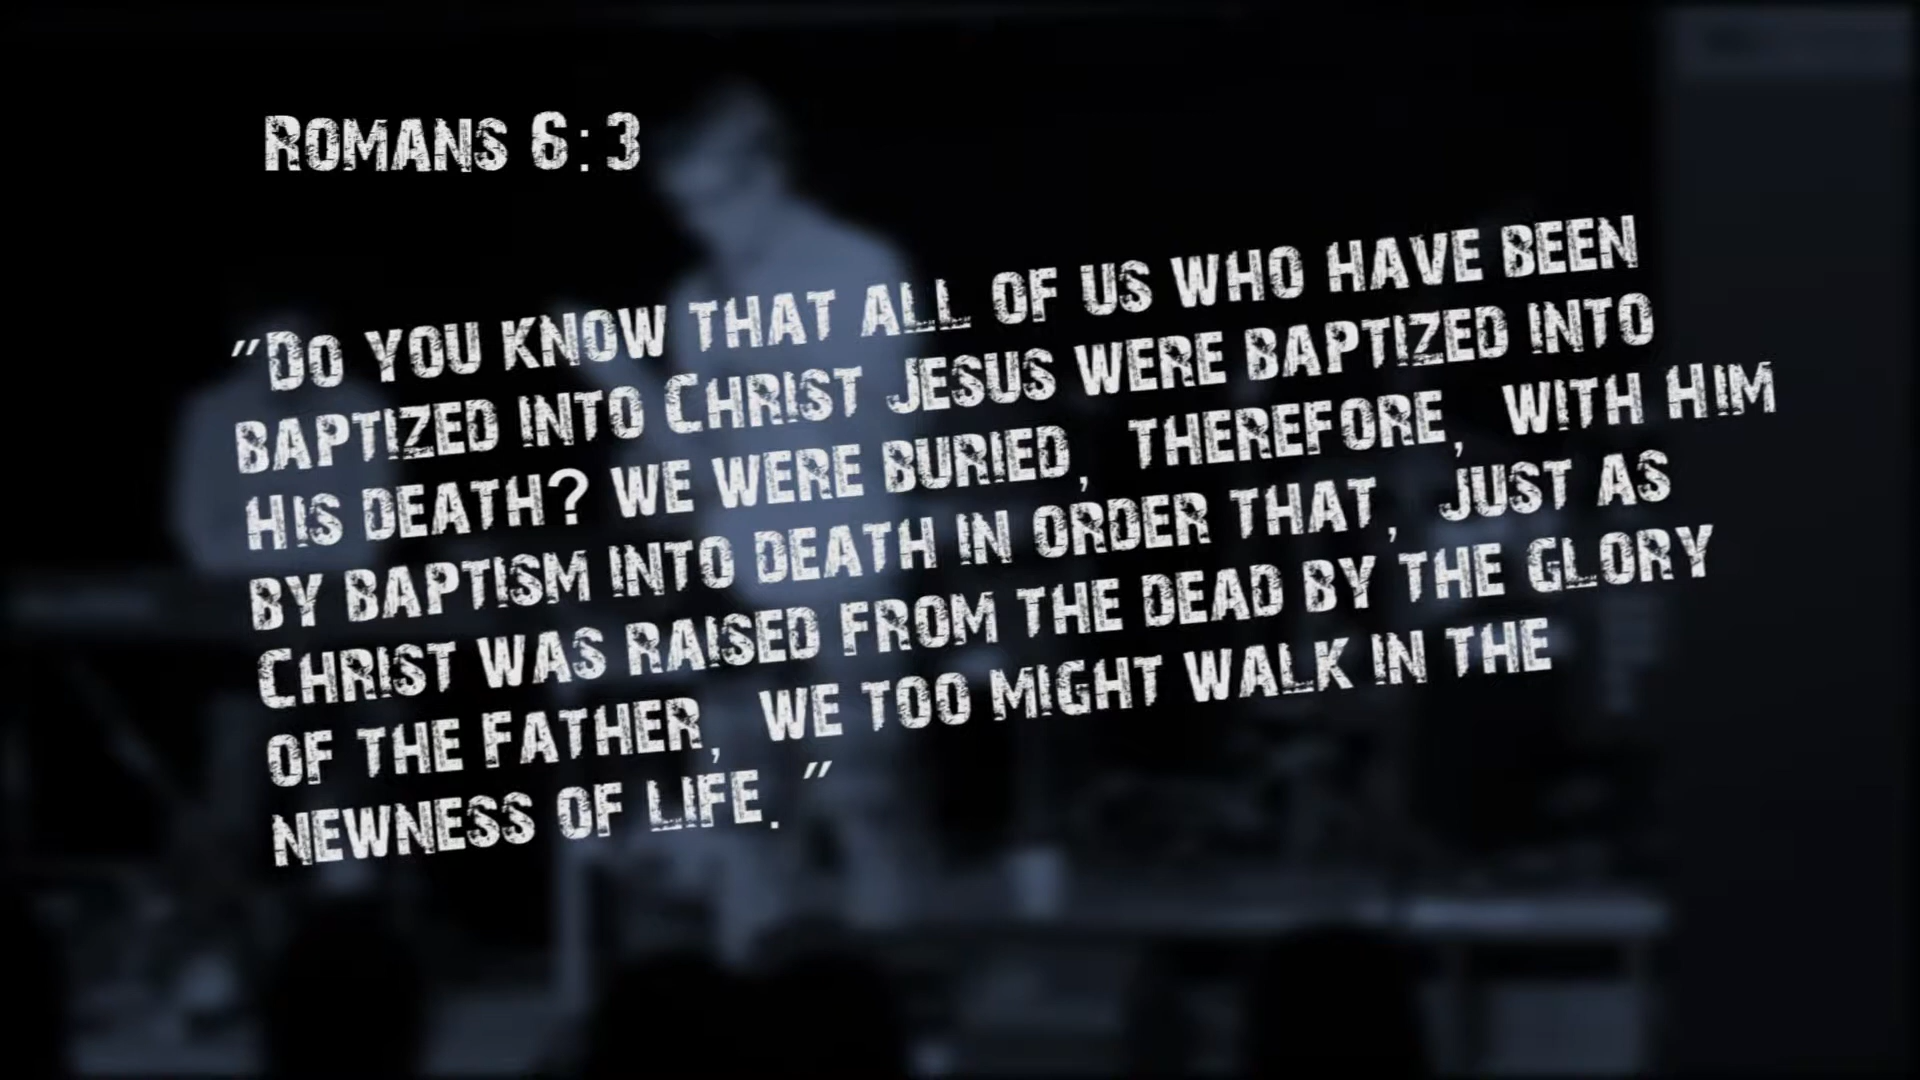 Romans 6:3
"Do you know that all of us who have been
baptized into Christ Jesus were baptized into
His death? we were buried, therefore, with Him
by baptism into death in order that, just as
Christ was raised from the dead by the glory
of the Father, we too might walk in the
newness of life."